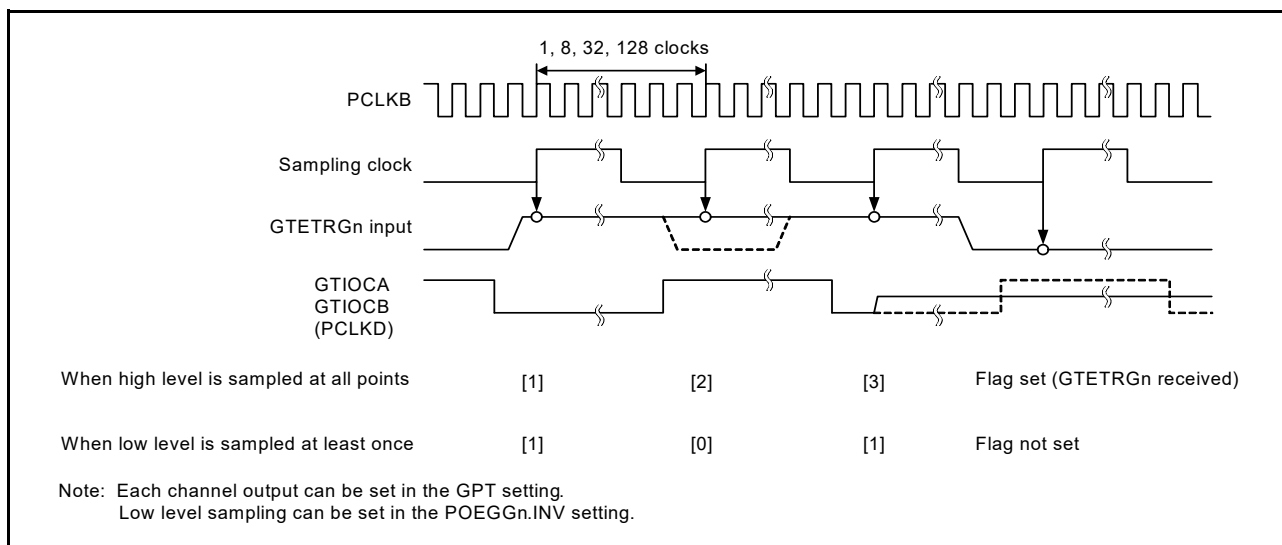 1, 8, 32, 128 clocks
PCLKB
Sampling clock
GTETRGn input
GTIOCA
GTIOCB
(PCLKD)
When high level is sampled at all points [1] [2] [3] Flag set (GTETRGn received)
When low level is sampled at least once [1] [0] [1] Flag not set
Note: Each channel output can be set in the GPT setting.
Low level sampling can be set in the POEGGn.INV setting.